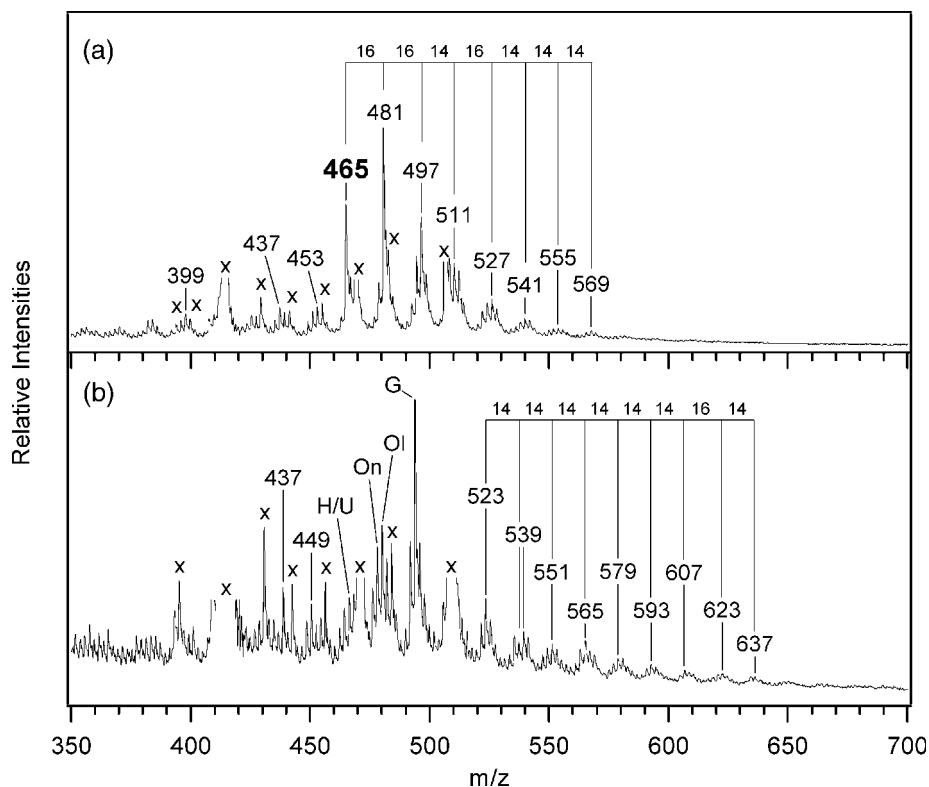 (a)
16 16 14 16 14 14 14
481
465
497
511
x
x
437
453
x
527
x
399
x
x
x
541
555
569
x x
Relative Intensities
(b)
G
14 14 14 14 14 14 16 14
Ol
On
523
437
H/U
x
x
539
449
x
x
x
x
x
x
551
579
607
565
593
623
637
350 400 450 500 550 600 650 700
m/z